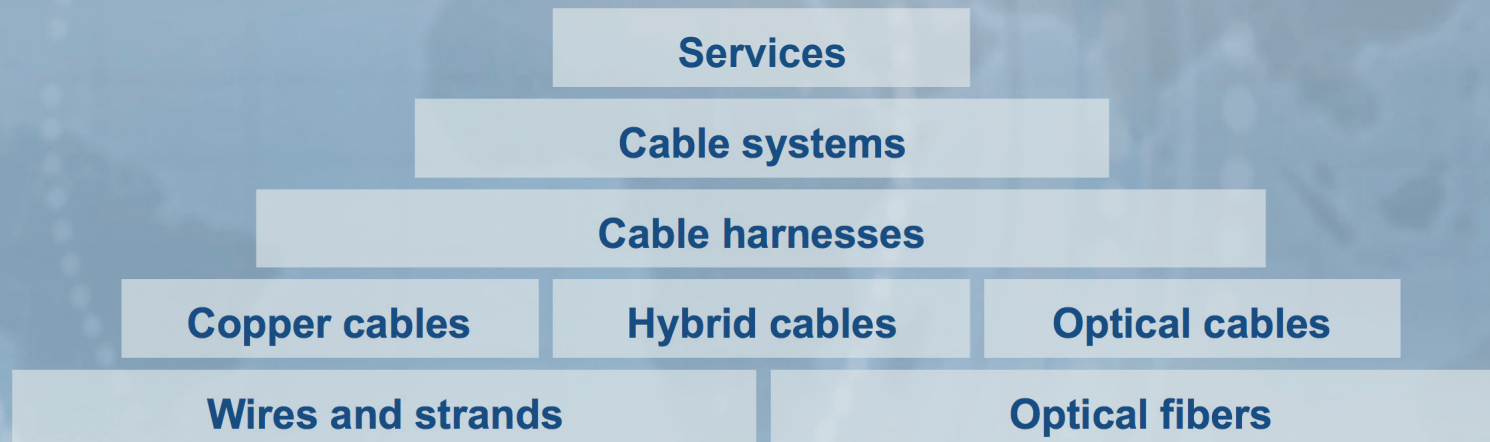 Services
Cable systems
Cable harnesses
Copper cables Hybrid cables Optical cables
Wires and strands Optical fibers